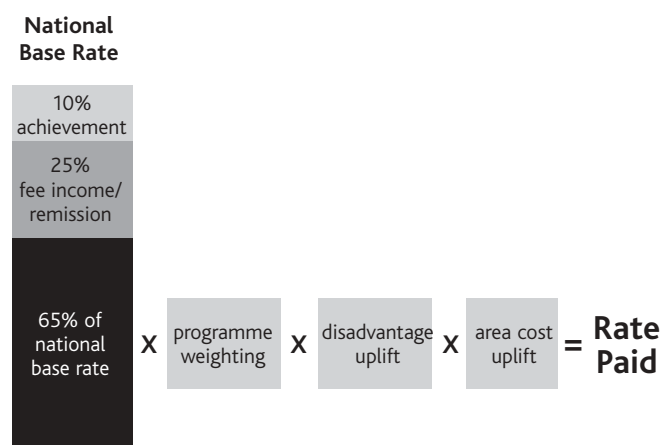 National
Base Rate
10%
achievement
25%
fee income/
remission
65% of
national
base rate
X
programme
weighting
X
disadvantage
uplift
X
area cost
uplift
=
Rate
Paid